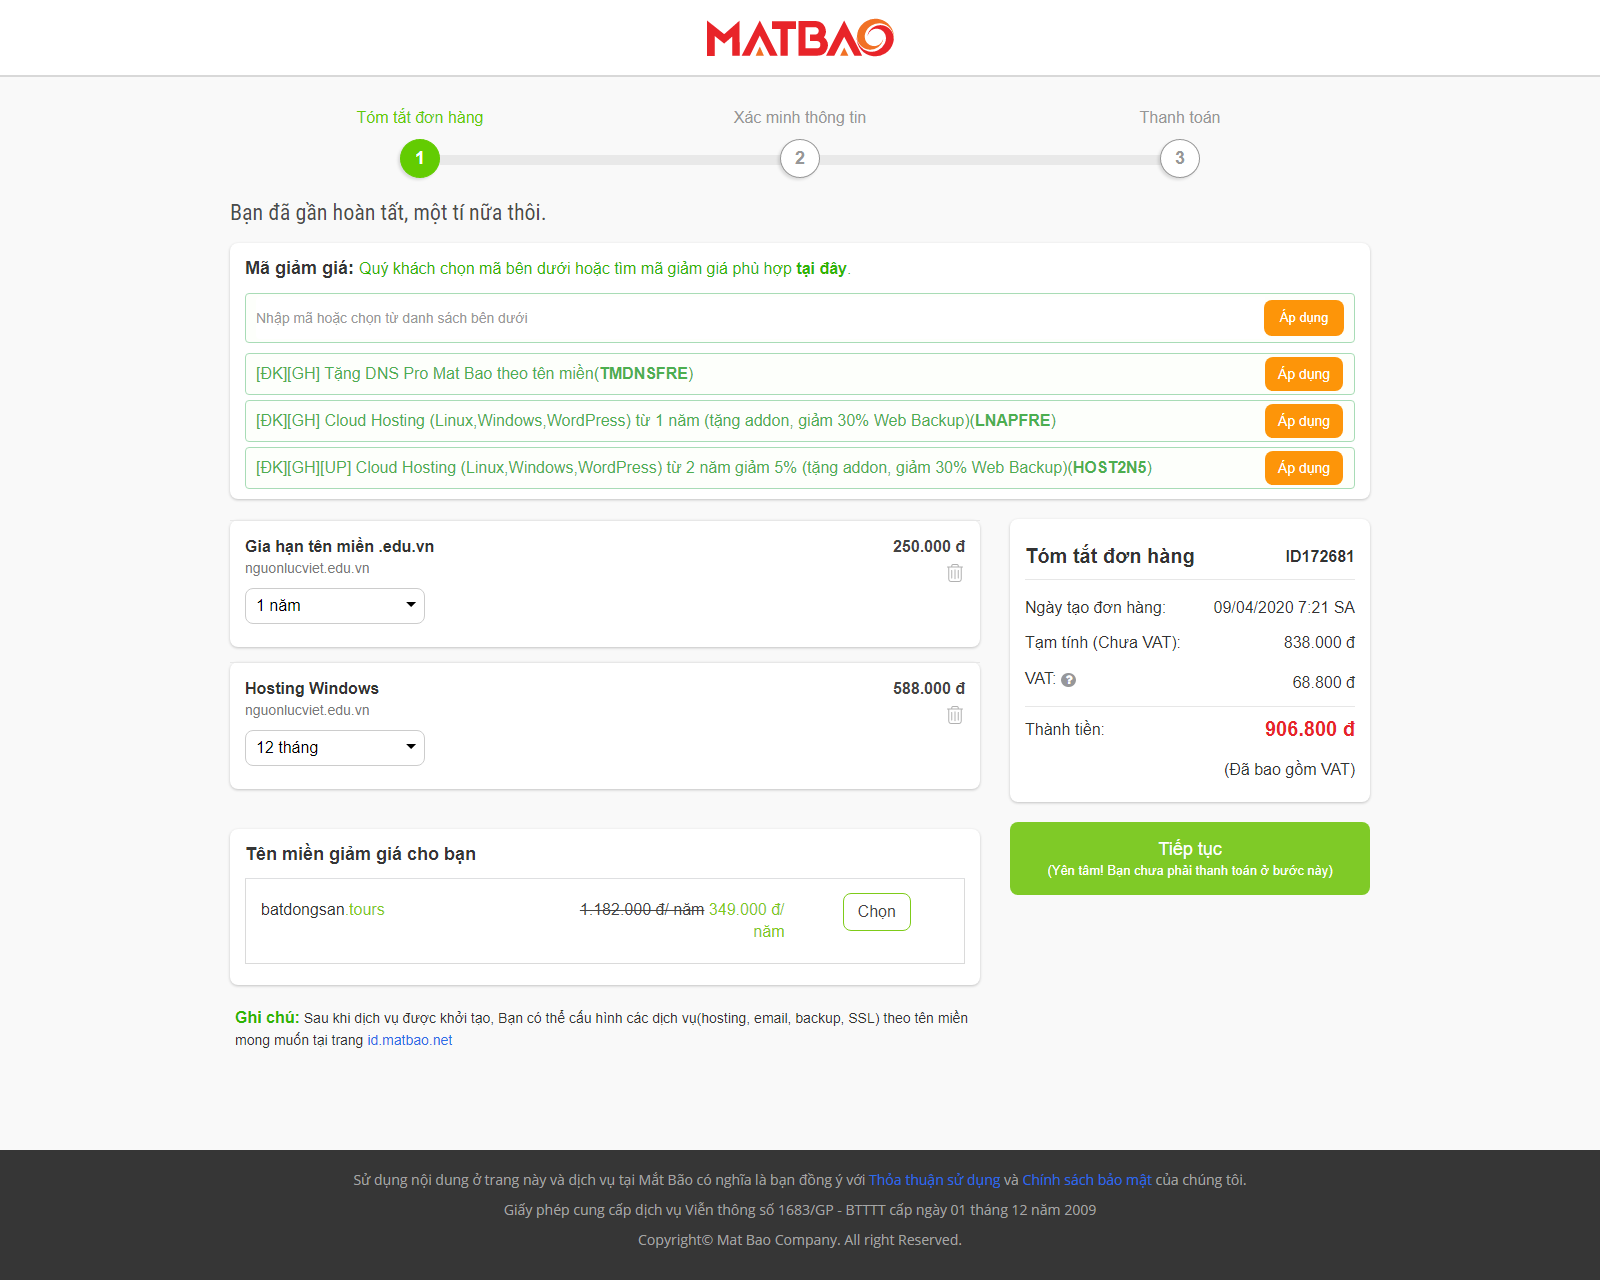 MATBAO
Tóm tắt đơn hàng
Xác minh thông tin
Thanh toán
1
2
3
Bạn đã gần hoàn tất, một tí nữa thôi.
Mã giảm giá: Quý khách chọn mã bên dưới hoặc tìm mã giảm giá phù hợp tại đây.
Nhập mã hoặc chọn từ danh sách bên dưới
Áp dụng
[ĐK][GH] Tặng DNS Pro Mat Bao theo tên miền(TMDNSFRE)
Áp dụng
[ĐK][GH] Cloud Hosting (Linux,Windows,WordPress) từ 1 năm (tặng addon, giảm 30% Web Backup)(LNAPFRE)
Áp dụng
[ĐK][GH][UP] Cloud Hosting (Linux,Windows,WordPress) từ 2 năm giảm 5% (tặng addon, giảm 30% Web Backup)(HOST2N5)
Áp dụng
Gia hạn tên miền .edu.vn
250.000 đ
nguonlucviet.edu.vn
1 năm
Hosting Windows
588.000 đ
nguonlucviet.edu.vn
12 tháng
Tóm tắt đơn hàng
ID172681
Ngày tạo đơn hàng:
09/04/2020 7:21 SA
Tạm tính (Chưa VAT):
838.000 đ
VAT: ?
68.800 đ
Thành tiền:
906.800 đ
(Đã bao gồm VAT)
Tiếp tục
(Yên tâm! Bạn chưa phải thanh toán ở bước này)
Tên miền giảm giá cho bạn
batdongsan.tours
1.182.000 đ/ năm 349.000 đ/
năm
Chọn
Ghi chú: Sau khi dịch vụ được khởi tạo, Bạn có thể cấu hình các dịch vụ(hosting, email, backup, SSL) theo tên miền
mong muốn tại trang id.matbao.net
Sử dụng nội dung ở trang này và dịch vụ tại Mắt Bão có nghĩa là bạn đồng ý với Thỏa thuận sử dụng và Chính sách bảo mật của chúng tôi.
Giấy phép cung cấp dịch vụ Viễn thông số 1683/GP - BTTTT cấp ngày 01 tháng 12 năm 2009
Copyright© Mat Bao Company. All right Reserved.